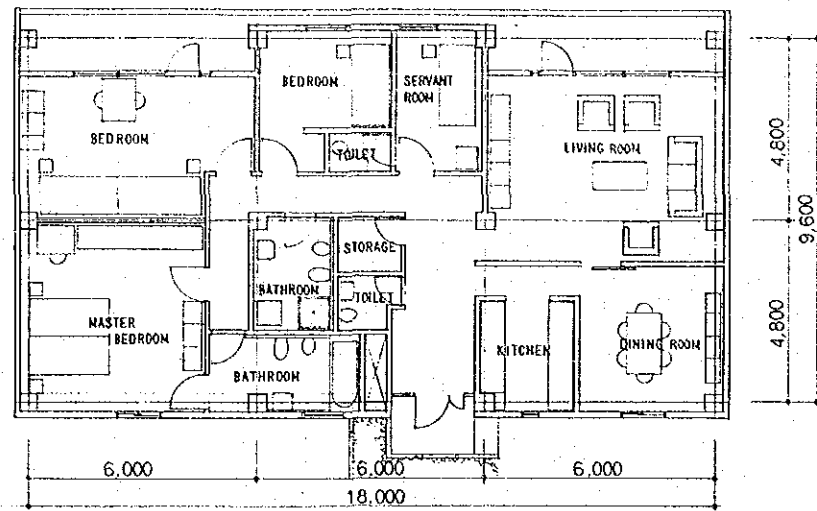 BEDROOM
SERVANT
ROOM
BEDROOM
TOILET
LIVING ROOM
4,800
9,600
STORAGE
BATHROOM
TOILET
MASTER
BEDROOM
KITCHEN
DINING ROOM
4,800
BATHROOM
6,000
6,000
6,000
18,000